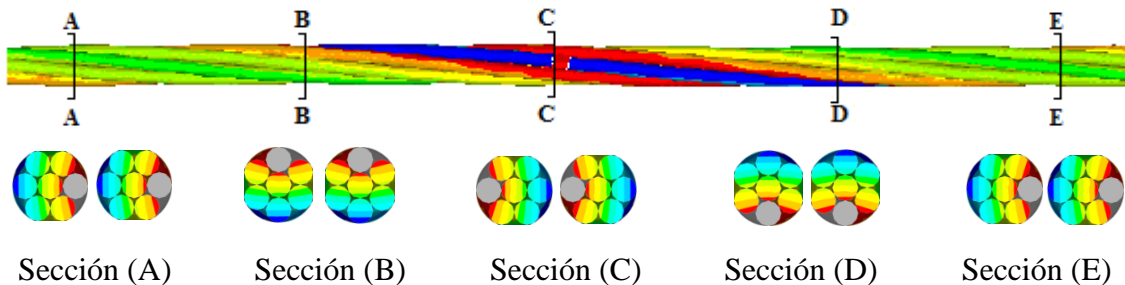 A B C D E
A B C D E
Sección (A) Sección (B) Sección (C) Sección (D) Sección (E)